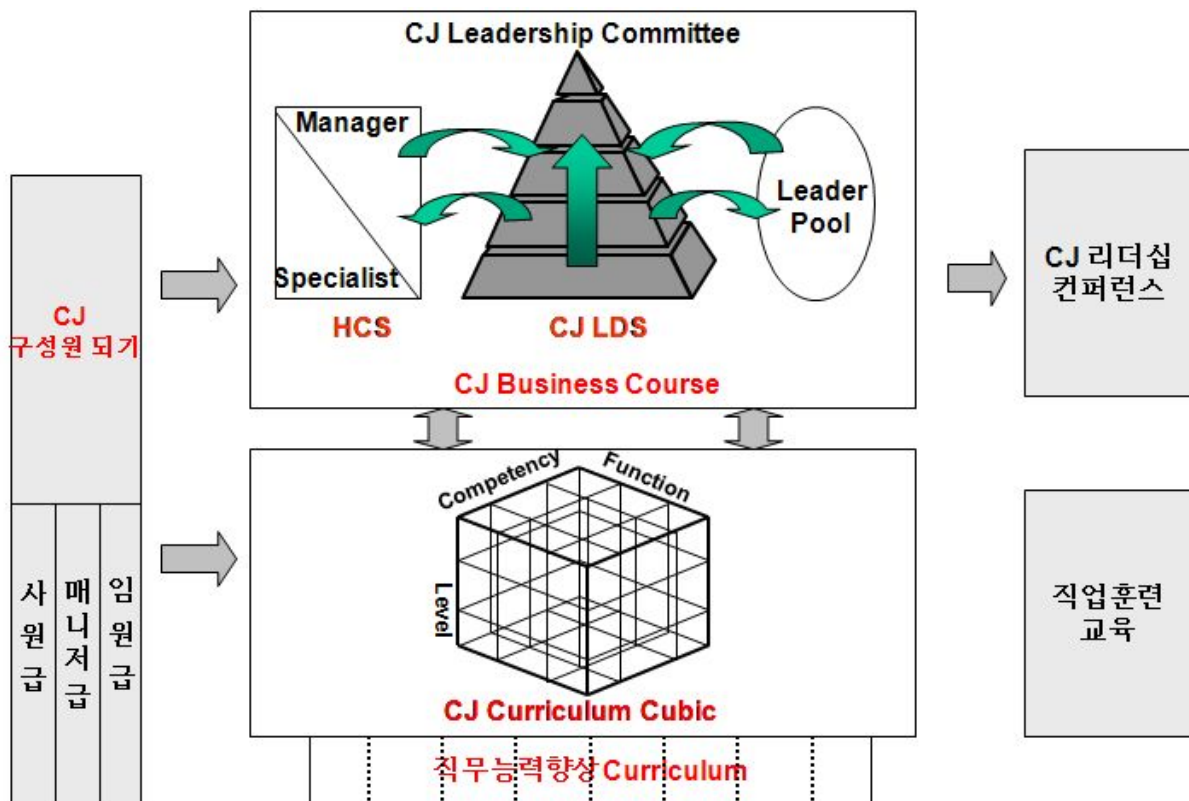 CJ
구성원 되기
사원급
매니저급
임원급
CJ Leadership Committee
Manager
Specialist
HCS
CJ LDS
Leader
Pool
CJ Business Course
Competency
Function
Level
CJ Curriculum Cubic
직무능력향상 Curriculum
CJ 리더십
컨퍼런스
직업훈련
교육